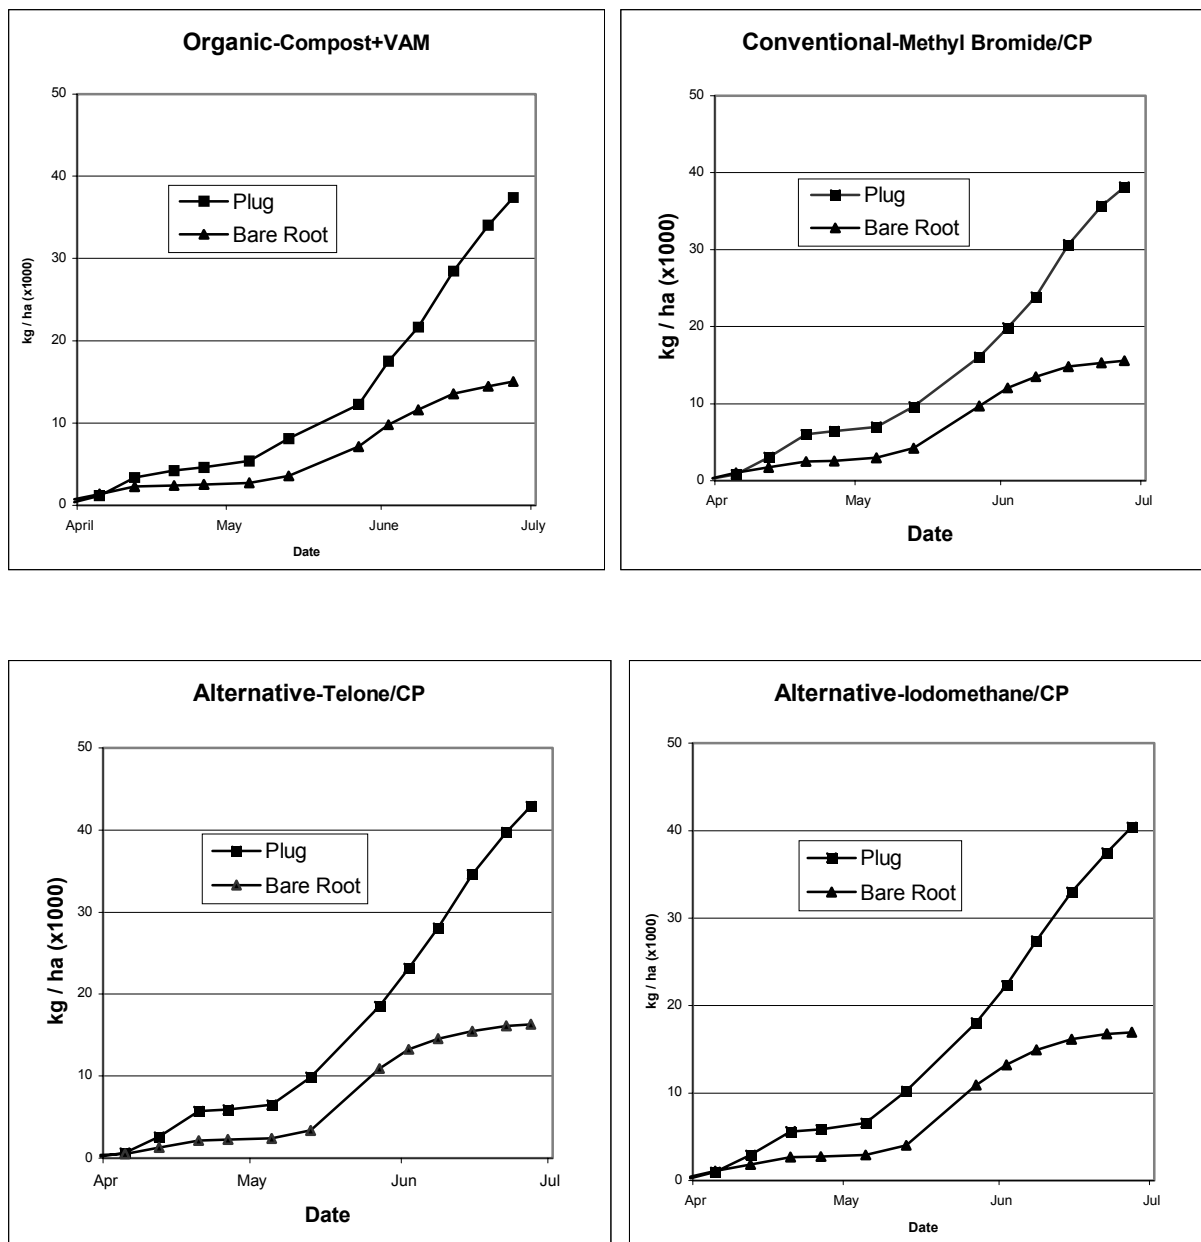 Organic-Compost+VAM
50
40
30
20
10
0
kg / ha (x1000)
Plug
Bare Root
April
May
June
July
Date
Conventional-Methyl Bromide/CP
50
40
30
20
10
0
kg / ha (x1000)
Plug
Bare Root
Apr
May
Jun
Jul
Date
Alternative-Telone/CP
50
40
30
20
10
0
kg / ha (x1000)
Plug
Bare Root
Apr
May
Jun
Jul
Date
Alternative-Iodomethane/CP
50
40
30
20
10
0
kg / ha (x1000)
Plug
Bare Root
Apr
May
Jun
Jul
Date